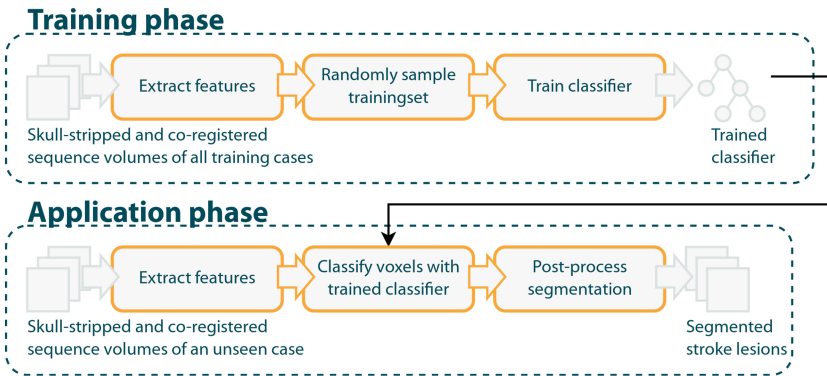 Training phase
Extract features
Randomly sample
trainingset
Train classifier
Skull-stripped and co-registered
sequence volumes of all training cases
Trained
classifier
Application phase
Extract features
Classify voxels with
trained classifier
Post-process
segmentation
Skull-stripped and co-registered
sequence volumes of an unseen case
Segmented
stroke lesions